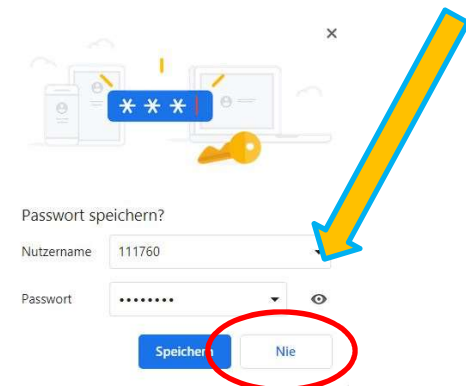 ***
Passwort speichern?
Nutzername 111760
Passwort ••••••••
Speichern Nie